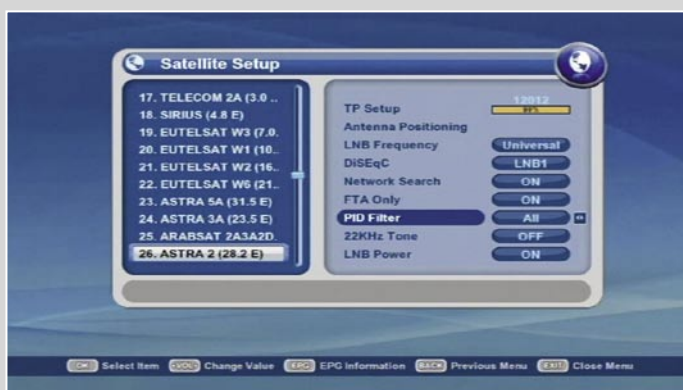 Satellite Setup
17. TELECOM 2A (3.0 ..
18. SIRIUS (4.8 E)
19. EUTELSAT W3 (7.0.
20. EUTELSAT W1 (10..
21. EUTELSAT W2 (16..
22. EUTELSAT W6 (21..
23. ASTRA 5A (31.5 E)
24. ASTRA 3A (23.5 E)
25. ARABSAT 2A3A2D.
26. ASTRA 2 (28.2 E)
12012
TP Setup
Antenna Positioning
LNB Frequency Universal
DiSEqC LNB1
Network Search ON
FTA Only ON
PID Filter All
22KHz Tone OFF
LNB Power ON
OK Select Item VOL Change Value EPG EPG Information BACK Previous Menu EXIT Close Menu